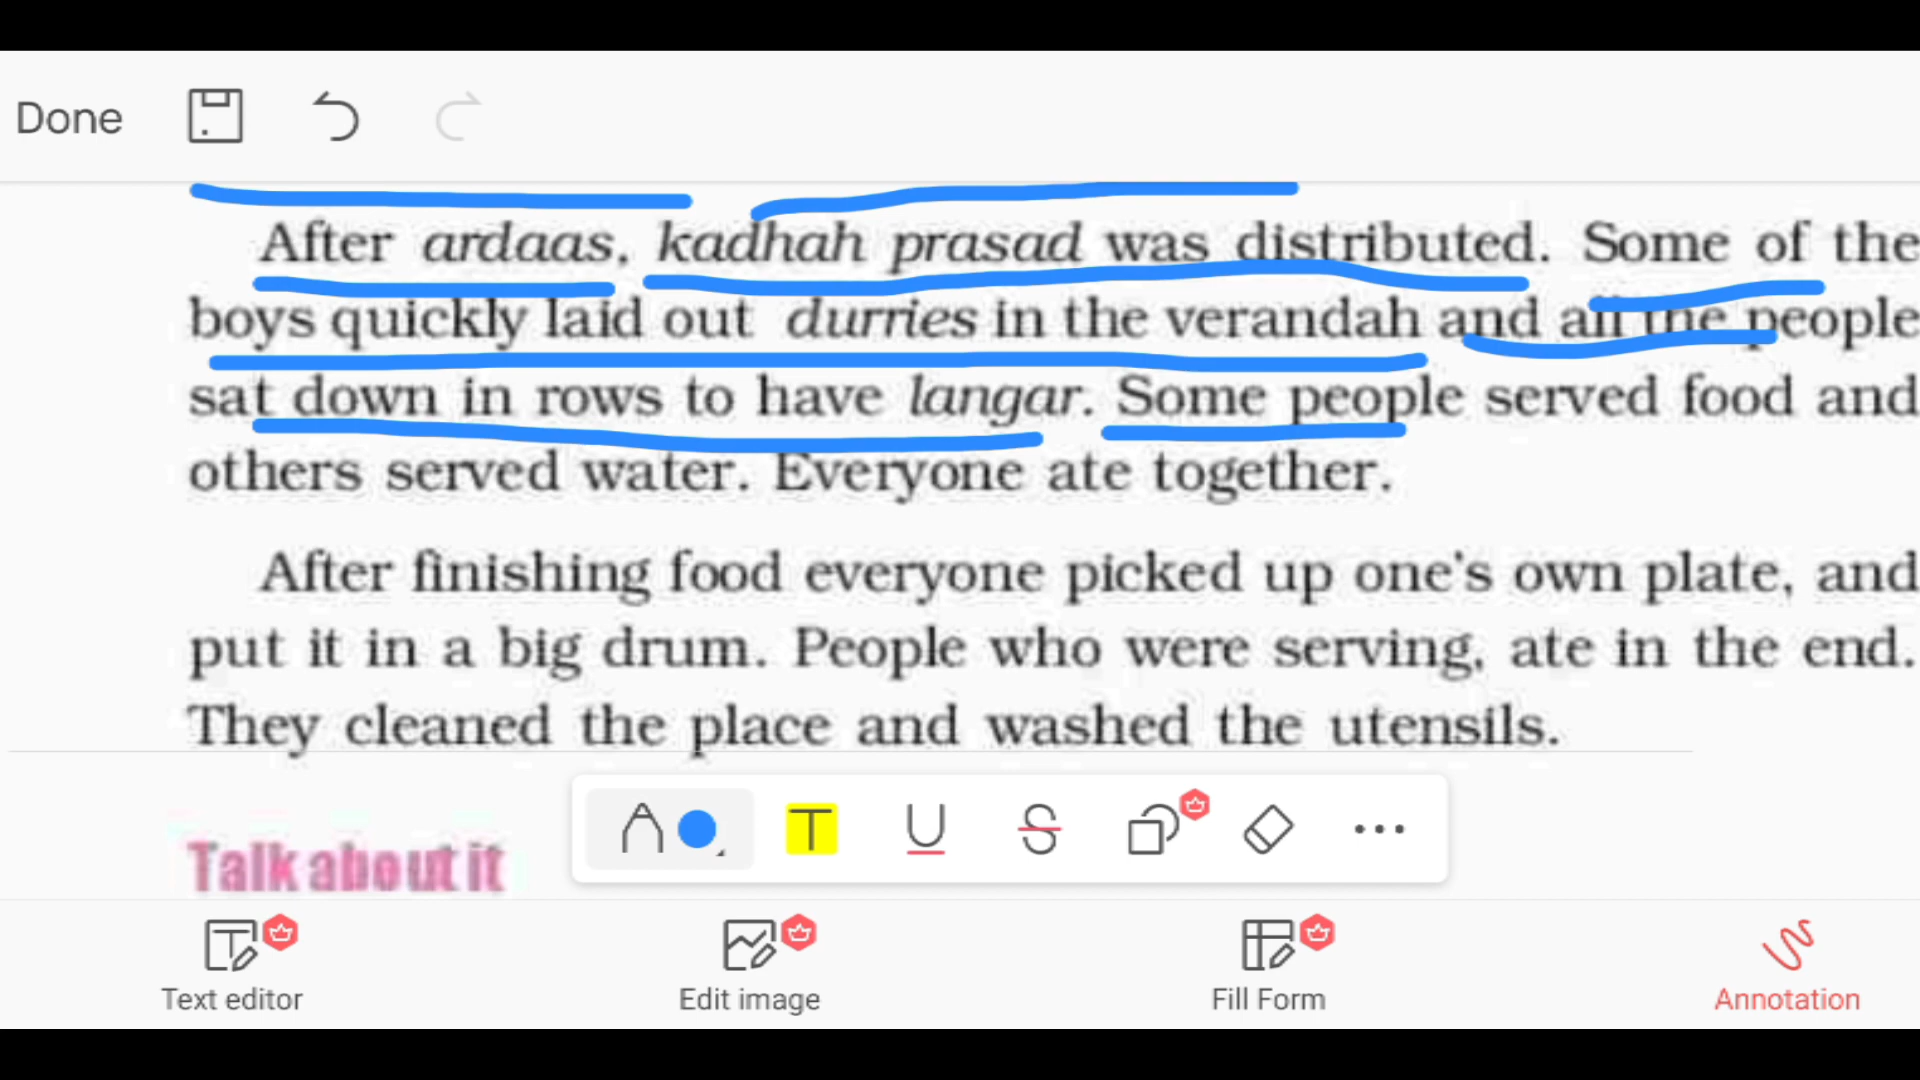 Done
After ardaas, kadhah prasad was distributed. Some of the
boys quickly laid out durries in the verandah and all the people
sat down in rows to have langar. Some people served food and
others served water. Everyone ate together.
After finishing food everyone picked up one's own plate, and
put it in a big drum. People who were serving, ate in the end.
They cleaned the place and washed the utensils.
Talk about it
Text editor
Edit image
Fill Form
Annotation